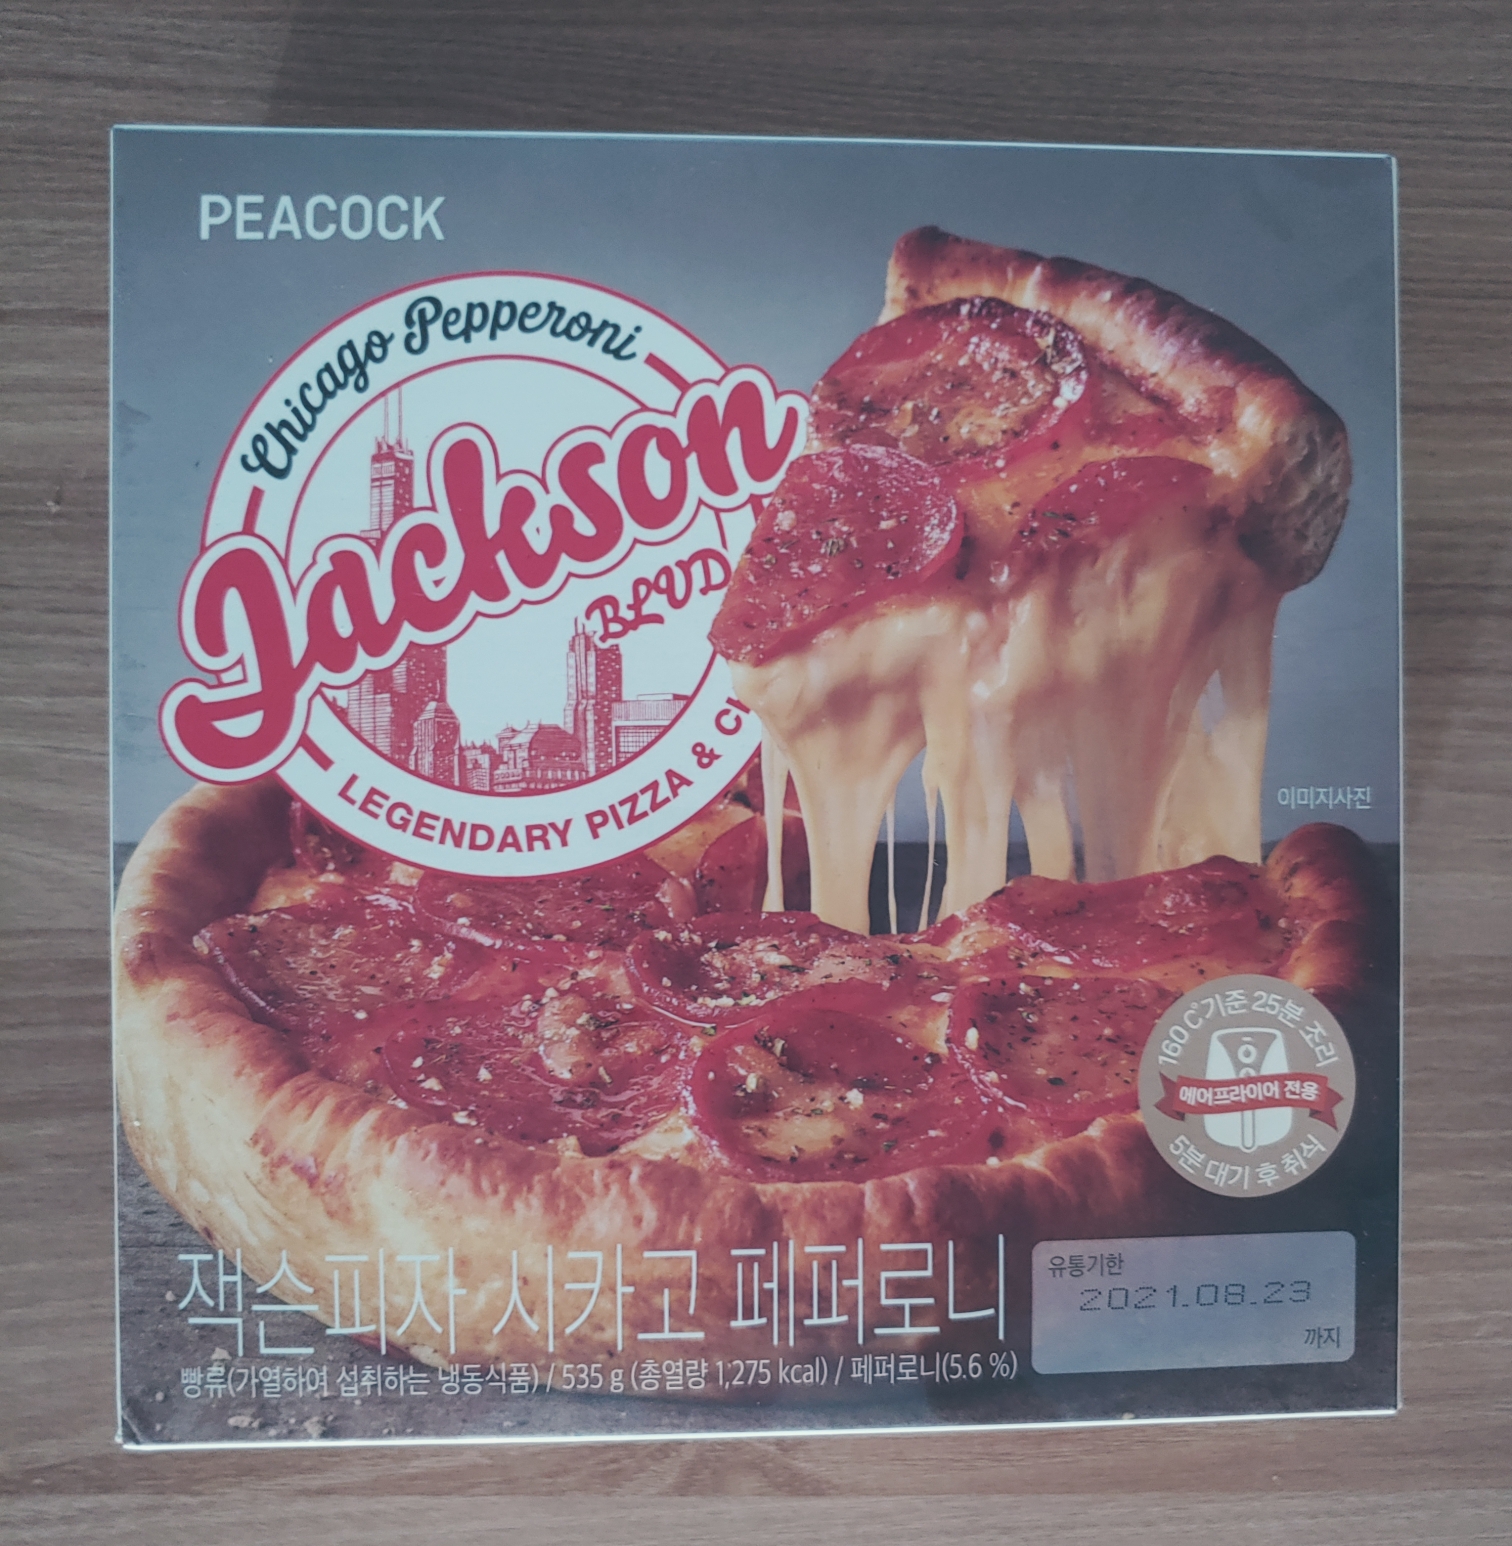 PEACOCK
Chicago Pepperoni
Jackson
BLVD
LEGENDARY PIZZA &
이미지사진
160℃기준 25분 조리
에어프라이어 전용
5분 대기 후 취식
잭슨피자 시카고 페퍼로니
빵류(가열하여 섭취하는 냉동식품) / 535 g (총열량 1,275 kcal) / 페퍼로니(5.6 %)
유통기한
2021.08.23
까지